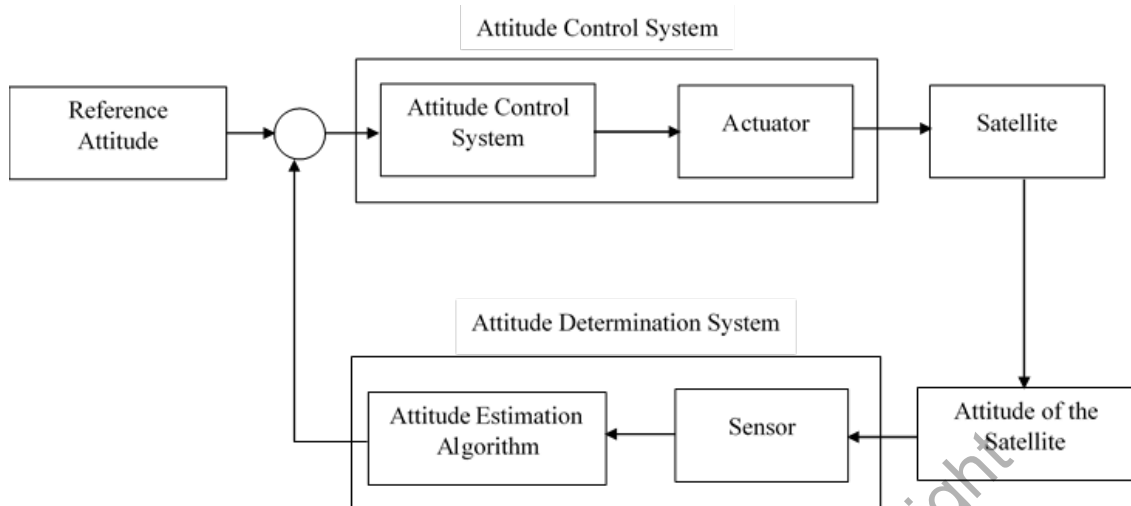 Attitude Control System
Reference
Attitude
Attitude Control
System
Actuator
Satellite
Attitude Determination System
Attitude Estimation
Algorithm
Sensor
Attitude of the
Satellite